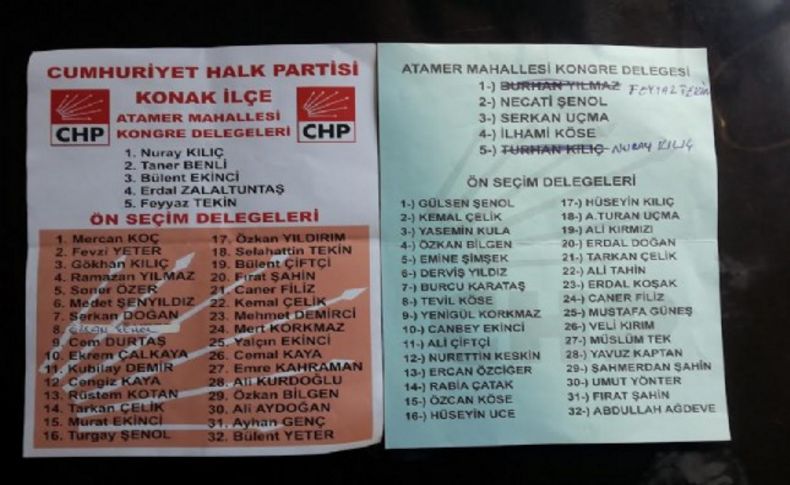 CUMHURİYET HALK PARTİSİ
KONAK İLÇE
ATAMER MAHALLESİ
KONGRE DELEGELERİ
CHP
CHP
1. Nuray KILIÇ
2. Taner BENLİ
3. Bülent EKİNCİ
4. Erdal ZALALTUNTAŞ
5. Feyyaz TEKİN
ÖN SEÇİM DELEGELERİ
1. Mercan KOÇ
2. Fevzi YETER
3. Gökhan KILIÇ
4. Ramazan YILMAZ
5. Soner ÖZER
6. Medet ŞENYILDIZ
7. Serkan DOĞAN
8. ŞENOL
9. Cem DURTAŞ
10. Ekrem ÇALKAYA
11. Kubilay DEMİR
12. Cengiz KAYA
13. Rüstem KOTAN
14. Tarkan ÇELİK
15. Murat EKİNCİ
16. Turgay ŞENOL
17. Özkan YILDIRIM
18. Selahattin TEKİN
19. Bülent ÇİFTÇİ
20. Fırat ŞAHİN
21. Caner FİLİZ
22. Kemal ÇELİK
23. Mehmet DEMİRCİ
24. Mert KORKMAZ
25. Yalçın EKİNCİ
26. Cemal KAYA
27. Emre KAHRAMAN
28. Ali KURDOĞLU
29. Özkan BİLGEN
30. Ali AYDOĞAN
31. Ayhan GENÇ
32. Bülent YETER
ATAMER MAHALLESİ KONGRE DELEGESİ
1-) BURHAN YILMAZ FEYYAZ TEKİN
2-) NECATİ ŞENOL
3-) SERKAN UÇMA
4-) İLHAMİ KÖSE
5-) TURHAN KILIÇ NURAY KILIÇ
ÖN SEÇİM DELEGELERİ
1-) GÜLSEN ŞENOL
2-) KEMAL ÇELİK
3-) YASEMİN KULA
4-) ÖZKAN BİLGEN
5-) EMİNE ŞİMŞEK
6-) DERVİŞ YILDIZ
7-) BURCU KARATAŞ
8-) TEVİL KÖSE
9-) YENİGÜL KORKMAZ
10-) CANBEY EKİNCİ
11-) ALİ ÇİFTÇİ
12-) NURETTİN KESKİN
13-) ERCAN ÖZCİĞER
14-) RABİA ÇATAK
15-) ÖZCAN KÖSE
16-) HÜSEYİN UCE
17-) HÜSEYİN KILIÇ
18-) A.TURAN UÇMA
19-) ALİ KIRMIZI
20-) ERDAL DOĞAN
21-) TARKAN ÇELİK
22-) ALİ TAHİN
23-) ERDAL KOŞAK
24-) CANER FİLİZ
25-) MUSTAFA GÜNEŞ
26-) VELİ KIRIM
27-) MÜSLÜM TEK
28-) YAVUZ KAPTAN
29-) ŞAHMERDAN ŞAHİN
30-) UMUT YÖNTER
31-) FIRAT ŞAHİN
32-) ABDULLAH AĞDEVE